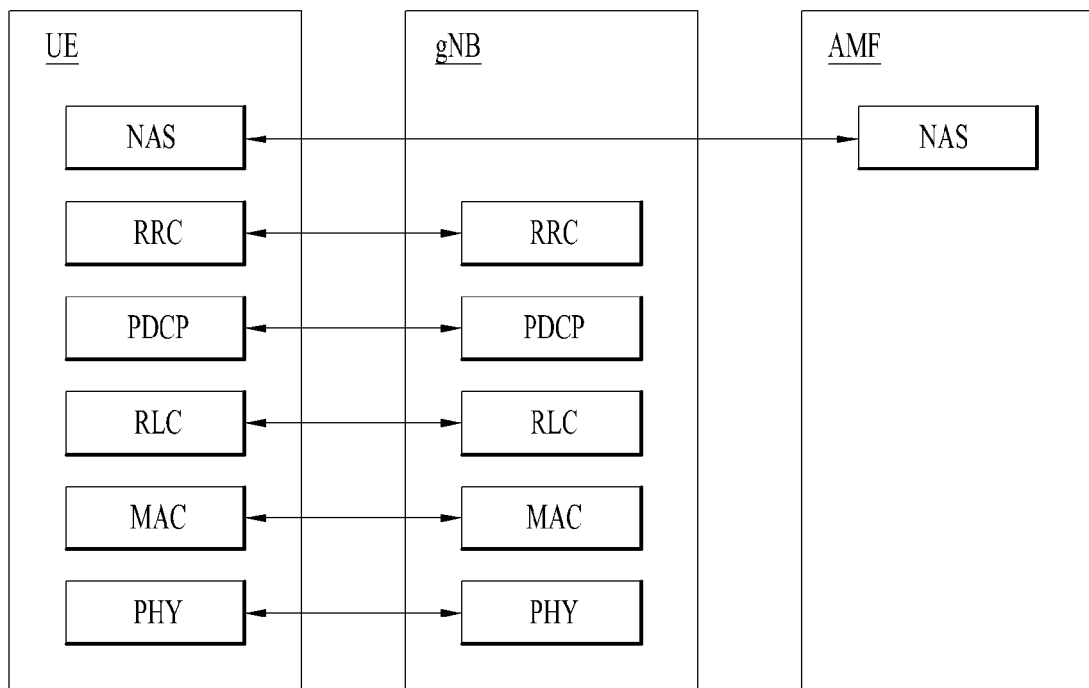 UE
gNB
AMF
NAS
NAS
RRC
RRC
PDCP
PDCP
RLC
RLC
MAC
MAC
PHY
PHY